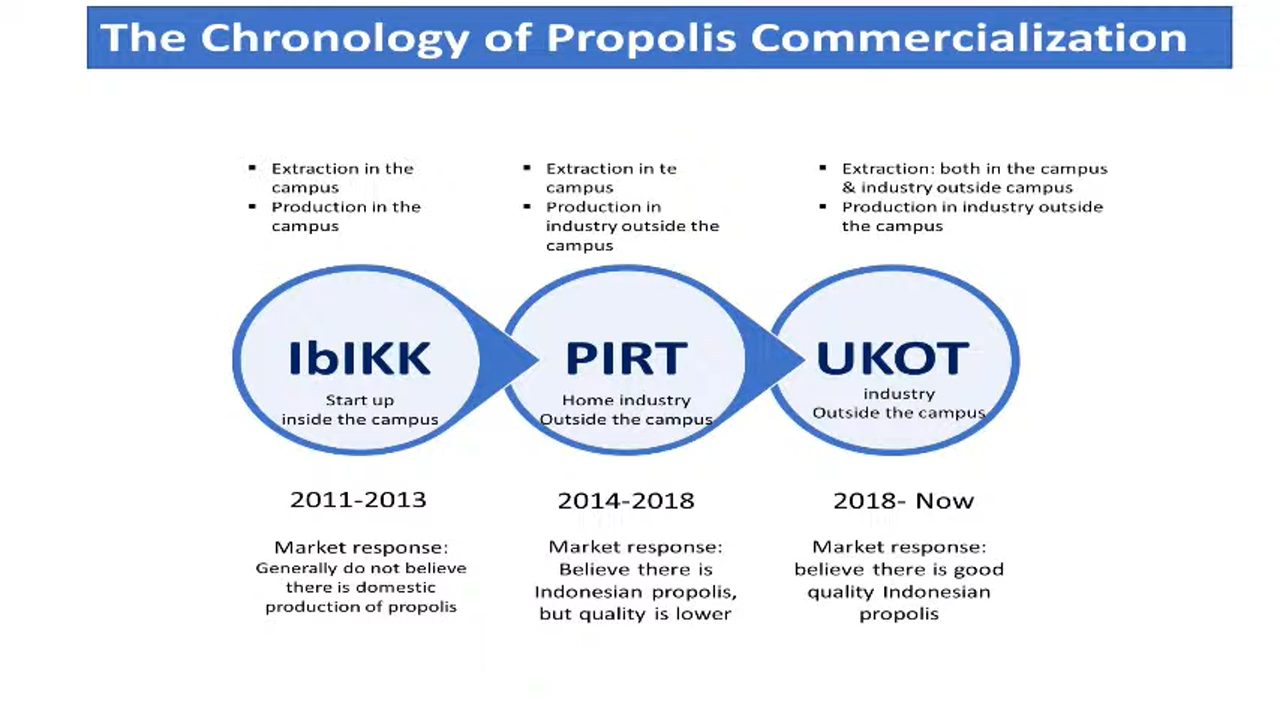 The Chronology of Propolis Commercialization
▪ Extraction in the
campus
▪ Production in the
campus
▪ Extraction in te
campus
▪ Production in
industry outside the
campus
▪ Extraction: both in the campus
& industry outside campus
▪ Production in industry outside
the campus
IbIKK
Start up
inside the campus
PIRT
Home industry
Outside the campus
UKOT
industry
Outside the campus
2011-2013
2014-2018
2018- Now
Market response:
Generally do not believe
there is domestic
production of propolis
Market response:
Believe there is
Indonesian propolis,
but quality is lower
Market response:
believe there is good
quality Indonesian
propolis